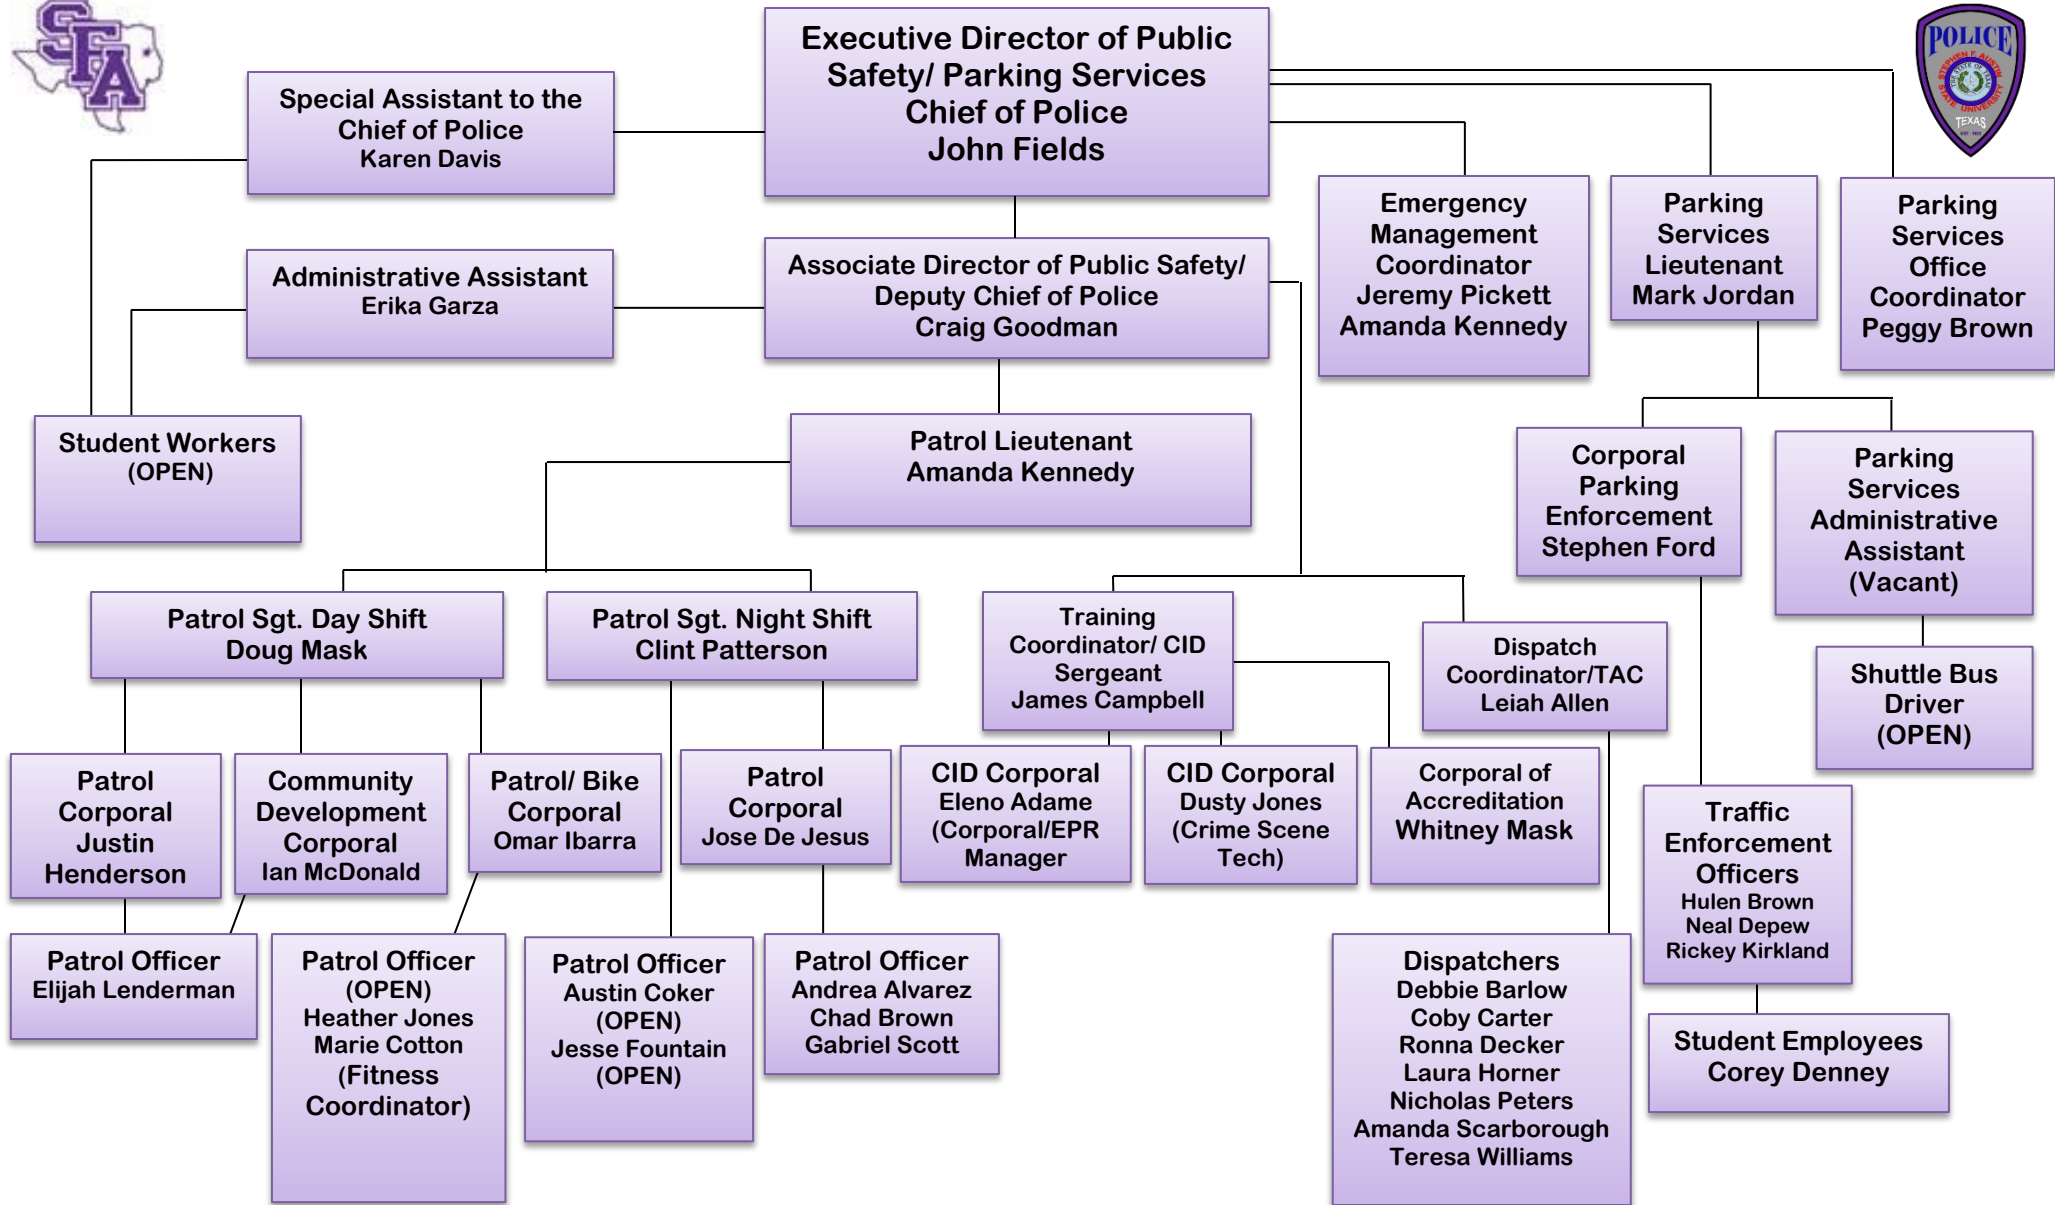 SFA
Executive Director of Public
Safety/ Parking Services
Chief of Police
John Fields
POLICE
STEPHEN F. AUSTIN
STATE UNIVERSITY
TEXAS
Special Assistant to the
Chief of Police
Karen Davis
Emergency
Management
Coordinator
Jeremy Pickett
Amanda Kennedy
Parking
Services
Lieutenant
Mark Jordan
Parking
Services
Office
Coordinator
Peggy Brown
Administrative Assistant
Erika Garza
Associate Director of Public Safety/
Deputy Chief of Police
Craig Goodman
Student Workers
(OPEN)
Patrol Lieutenant
Amanda Kennedy
Corporal
Parking
Enforcement
Stephen Ford
Parking
Services
Administrative
Assistant
(Vacant)
Patrol Sgt. Day Shift
Doug Mask
Patrol Sgt. Night Shift
Clint Patterson
Training
Coordinator/ CID
Sergeant
James Campbell
Dispatch
Coordinator/TAC
Leiah Allen
Shuttle Bus
Driver
(OPEN)
Patrol
Corporal
Justin
Henderson
Community
Development
Corporal
Ian McDonald
Patrol/ Bike
Corporal
Omar Ibarra
Patrol
Corporal
Jose De Jesus
CID Corporal
Eleno Adame
(Corporal/EPR
Manager
CID Corporal
Dusty Jones
(Crime Scene
Tech)
Corporal of
Accreditation
Whitney Mask
Traffic
Enforcement
Officers
Hulen Brown
Neal Depew
Rickey Kirkland
Patrol Officer
Elijah Lenderman
Patrol Officer
(OPEN)
Heather Jones
Marie Cotton
(Fitness
Coordinator)
Patrol Officer
Austin Coker
(OPEN)
Jesse Fountain
(OPEN)
Patrol Officer
Andrea Alvarez
Chad Brown
Gabriel Scott
Dispatchers
Debbie Barlow
Coby Carter
Ronna Decker
Laura Horner
Nicholas Peters
Amanda Scarborough
Teresa Williams
Student Employees
Corey Denney